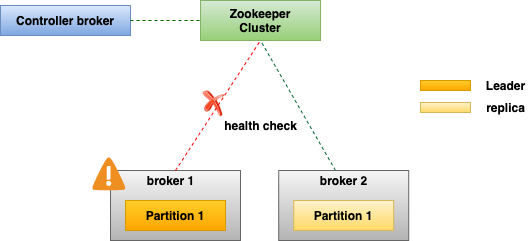 Controller broker
Zookeeper
Cluster
Leader
replica
health check
broker 1
broker 2
Partition 1
Partition 1